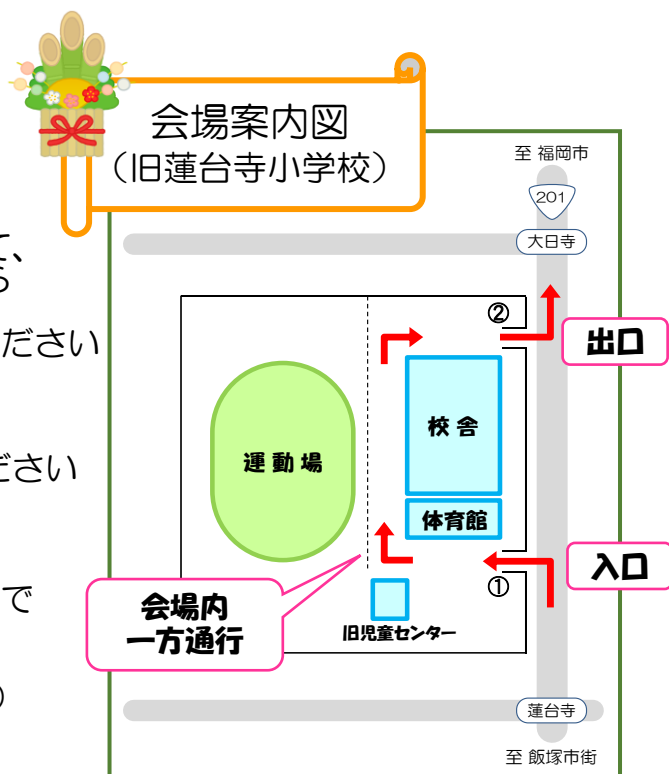 会場案内図
（旧蓮台寺小学校）
至 福岡市
201
大日寺
て、
ら
ださい
ださい
で
）
②
出口
校舎
運動場
体育館
入口
①
会場内
一方通行
旧児童センター
蓮台寺
至 飯塚市街